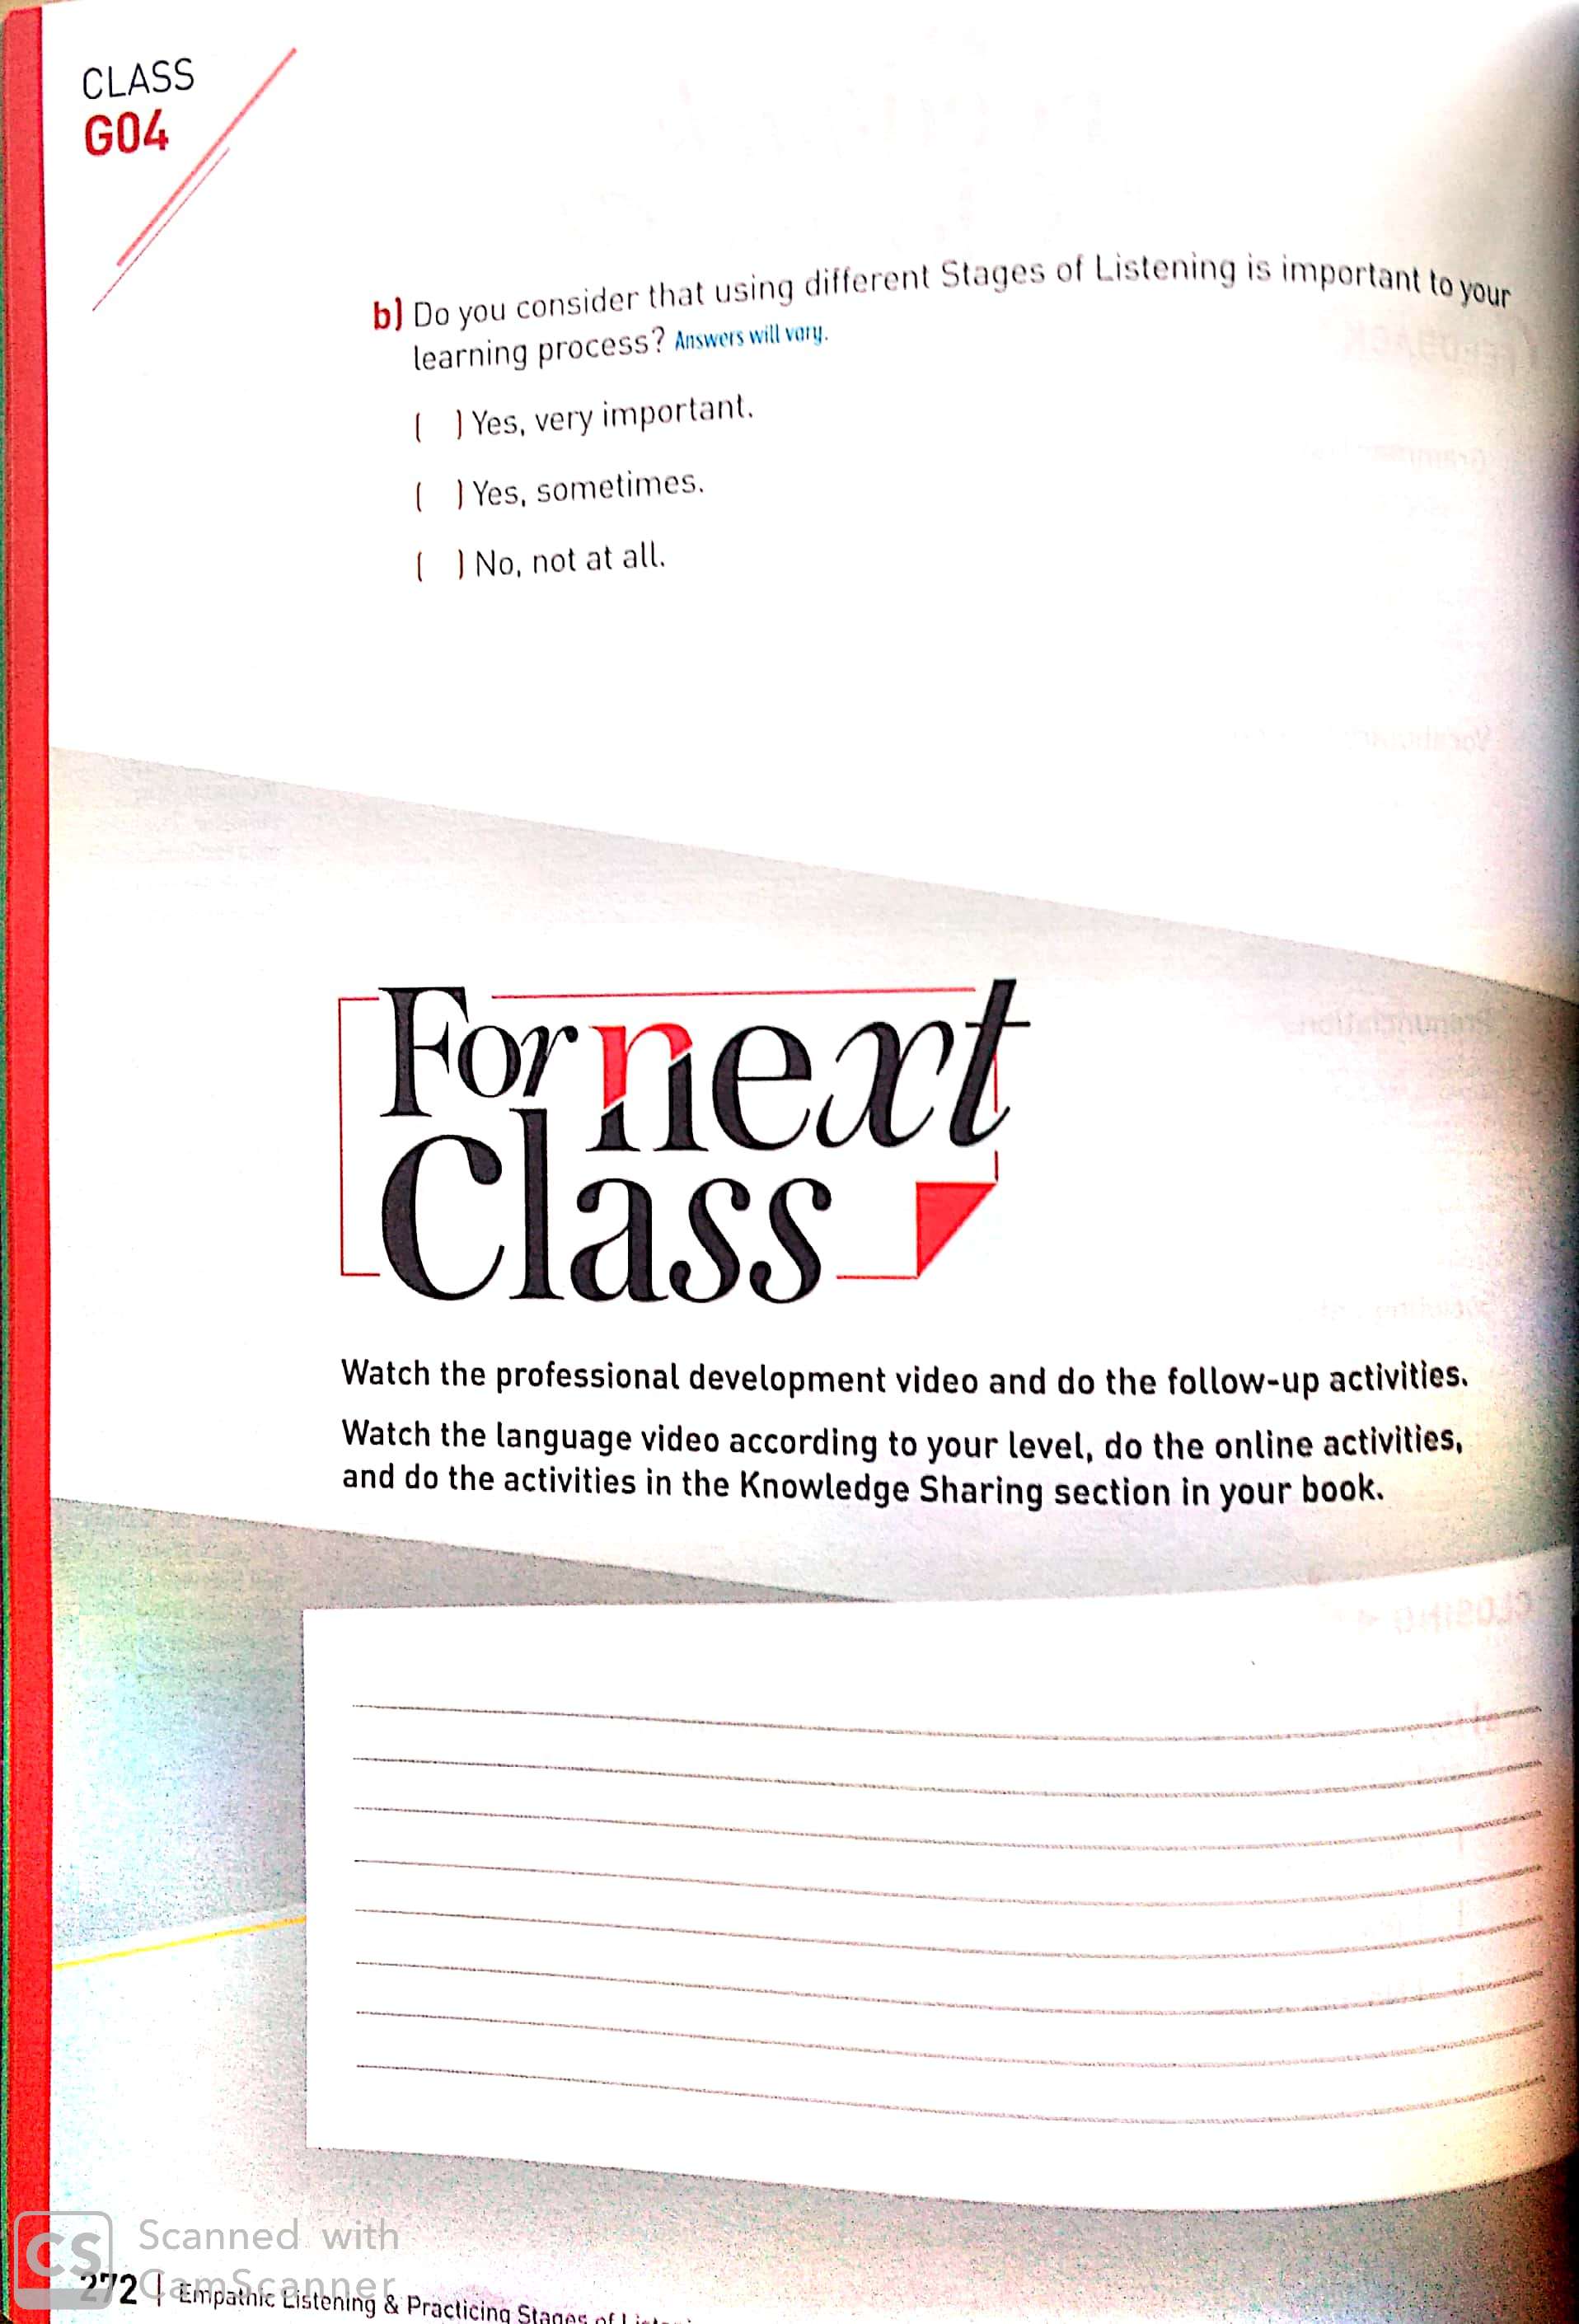 CLASS
G04
b) Do you consider that using different Stages of Listening is important to your
learning process? Answers will vary.
( ) Yes, very important.
( ) Yes, sometimes.
( ) No, not at all.
For next
Class
Watch the professional development video and do the follow-up activities.
Watch the language video according to your level, do the online activities,
and do the activities in the Knowledge Sharing section in your book.
CS Scanned with
CamScanner
272 | Empathic Listening & Practicing Stages of